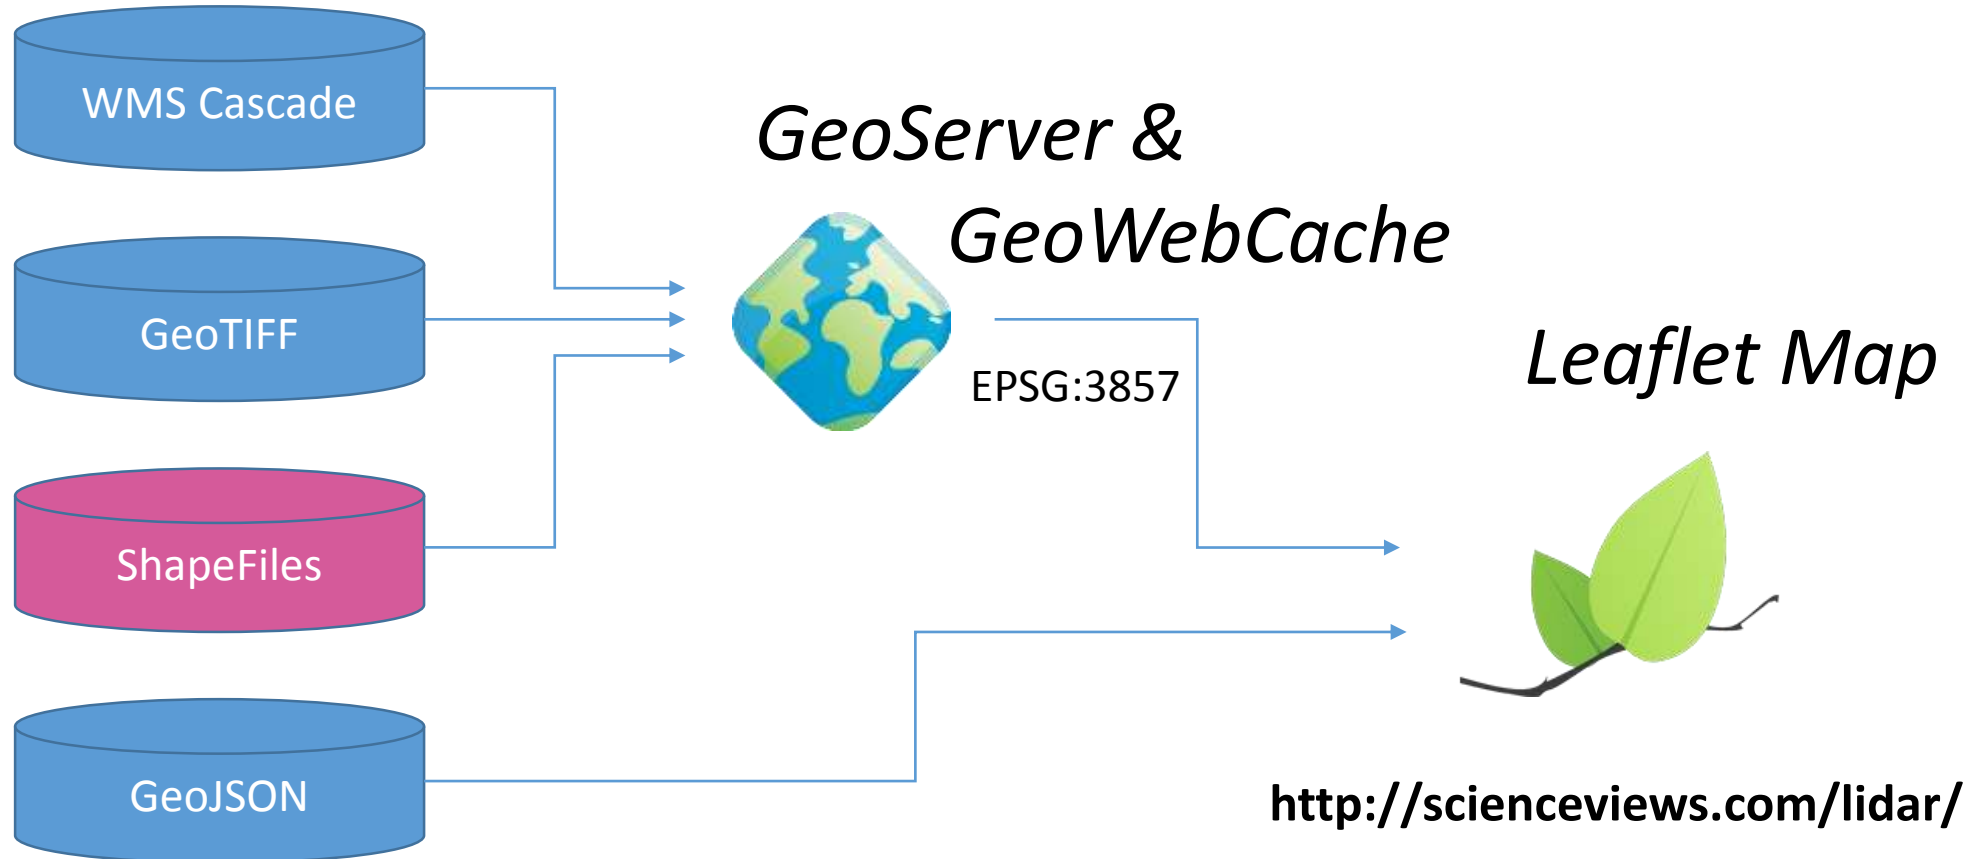 WMS Cascade
GeoServer &
GeoWebCache
GeoTIFF
EPSG:3857
Leaflet Map
ShapeFiles
GeoJSON
http://scienceviews.com/lidar/